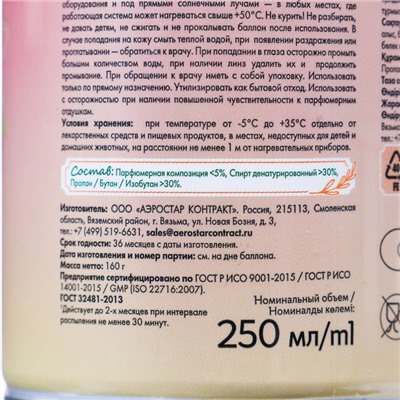 оборудования и под прямыми солнечными лучами — в любых местах, где
работающая система может нагреваться свыше +50°С. Не курить! Не разбирать,
не давать детям, не сжигать и не прокалывать баллон после использования. В
случае попадания на кожу смыть теплой водой, при появлении раздражения или
проглатывании – обратиться к врачу. При попадании в глаза осторожно промыть
большим количеством воды, при наличии линз удалить их и продолжить
промывание. При обращении к врачу иметь с собой упаковку. Использовать
только по прямому назначению. Утилизировать как бытовой отход. Использовать
с осторожностью при наличии повышенной чувствительности к парфюмерным
отдушкам.
Условия хранения: при температуре от -5°С до +35°С отдельно от
лекарственных средств и пищевых продуктов, в местах, недоступных для детей и
домашних животных, на расстоянии не менее 1 м от нагревательных приборов.
Состав: Парфюмерная композиция <5%, Спирт денатурированный >30%,
Пропан / Бутан / Изобутан >30%.
Изготовитель: ООО «АЭРОСТАР КОНТРАКТ». Россия, 215113, Смоленская
область, Вяземский район, г. Вязьма, ул. Новая Бозня, д. 3,
тел. +7 (499) 519-6631, sales@aerostarcontract.ru
Срок годности: 36 месяцев с даты изготовления.
Дата изготовления и номер партии: см. на дне баллона.
Масса нетто: 160 г
Предприятие сертифицировано по ГОСТ Р ИСО 9001-2015 / ГОСТ Р ИСО
14001-2015 / GMP (ISO 22716:2007).
ГОСТ 32481-2013
¹Действует до 2-х месяцев при интервале
распыления не менее 30 минут.
Номинальный объем /
Номиналды көлемі:
250 мл/ml